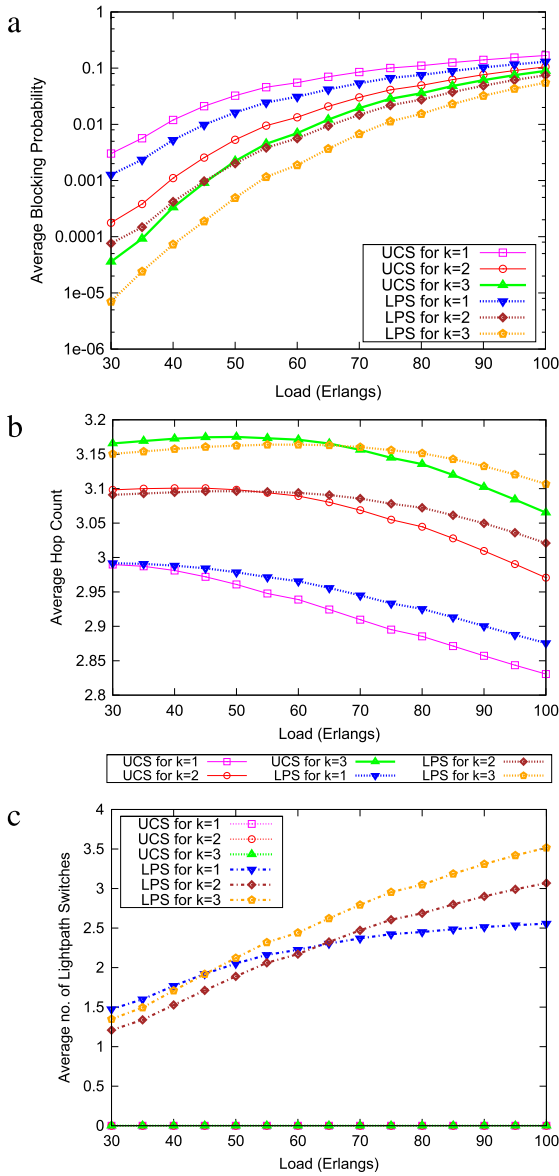 a
1
0.1
0.01
0.001
0.0001
1e-05
1e-06
Average Blocking Probability
UCS for k=1
UCS for k=2
UCS for k=3
LPS for k=1
LPS for k=2
LPS for k=3
30 40 50 60 70 80 90 100
Load (Erlangs)
b
3.2
3.15
3.1
3.05
3
2.95
2.9
2.85
2.8
Average Hop Count
30 40 50 60 70 80 90 100
Load (Erlangs)
UCS for k=1 UCS for k=3 LPS for k=2
UCS for k=2 LPS for k=1 LPS for k=3
c
4
3.5
3
2.5
2
1.5
1
0.5
0
Average no. of Lightpath Switches
UCS for k=1
UCS for k=2
UCS for k=3
LPS for k=1
LPS for k=2
LPS for k=3
30 40 50 60 70 80 90 100
Load (Erlangs)